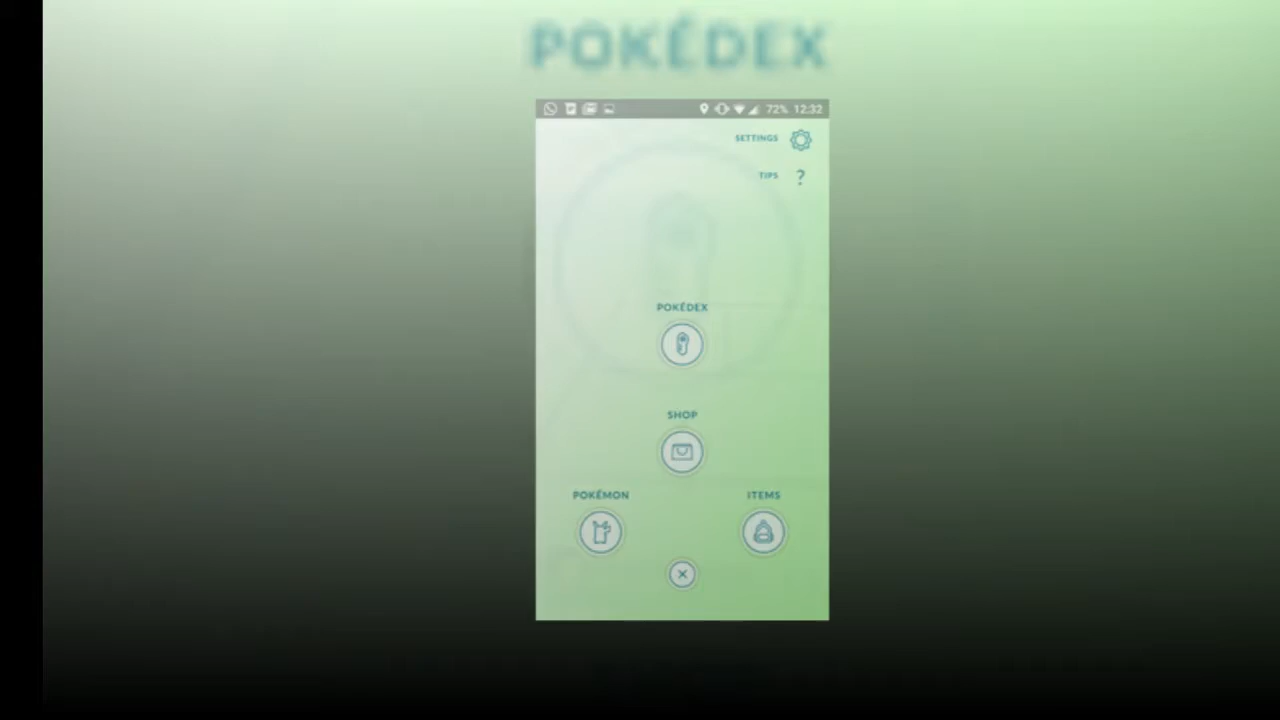 POKÉDEX
72% 12:32
SETTINGS
TIPS ?
POKÉDEX
SHOP
POKÉMON
ITEMS